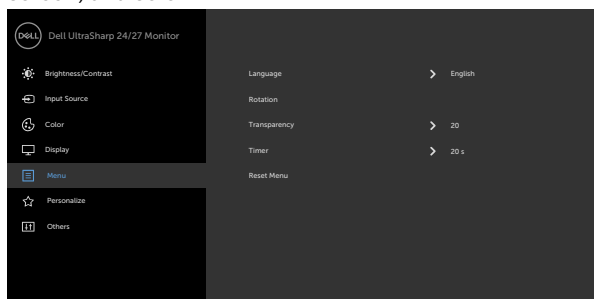 DELL
Dell UltraSharp 24/27 Monitor
Brightness/Contrast
Input Source
Color
Display
Menu
Personalize
Others
Language > English
Rotation
Transparency > 20
Timer > 20 s
Reset Menu